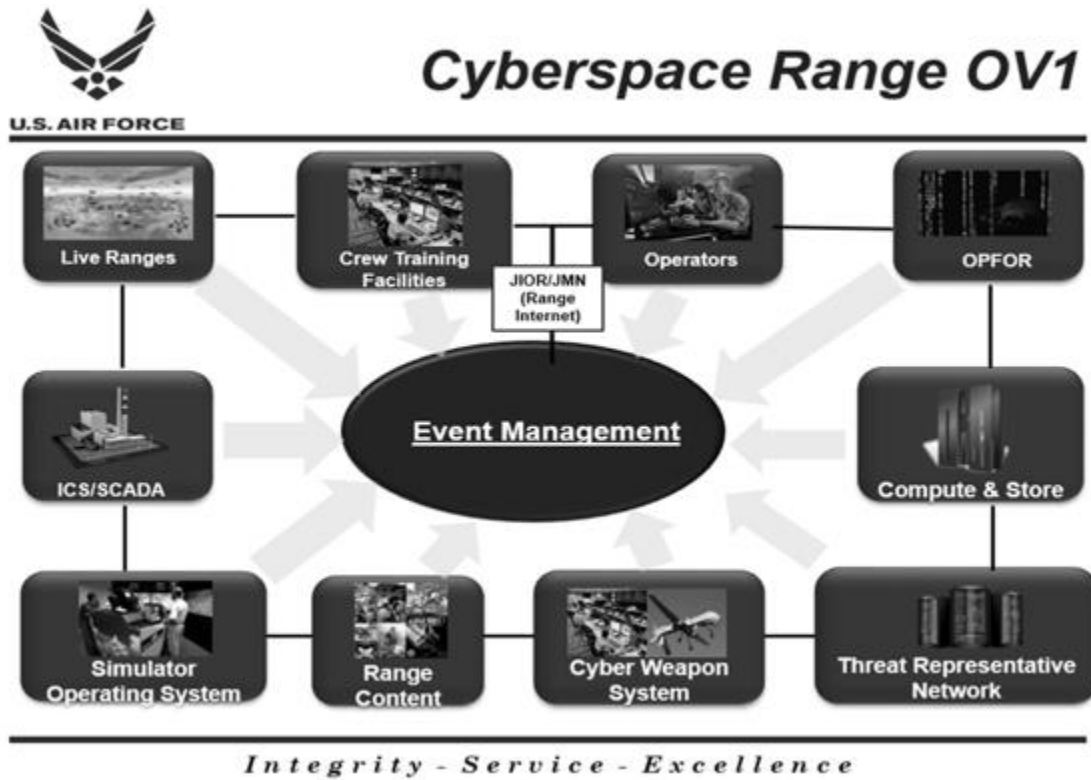 Cyberspace Range OV1
U.S. AIR FORCE
Live Ranges
Crew Training
Facilities
Operators
OPFOR
JIOR/JMN
(Range
Internet)
ICS/SCADA
Event Management
Compute & Store
Simulator
Operating System
Range
Content
Cyber Weapon
System
Threat Representative
Network
Integrity - Service - Excellence